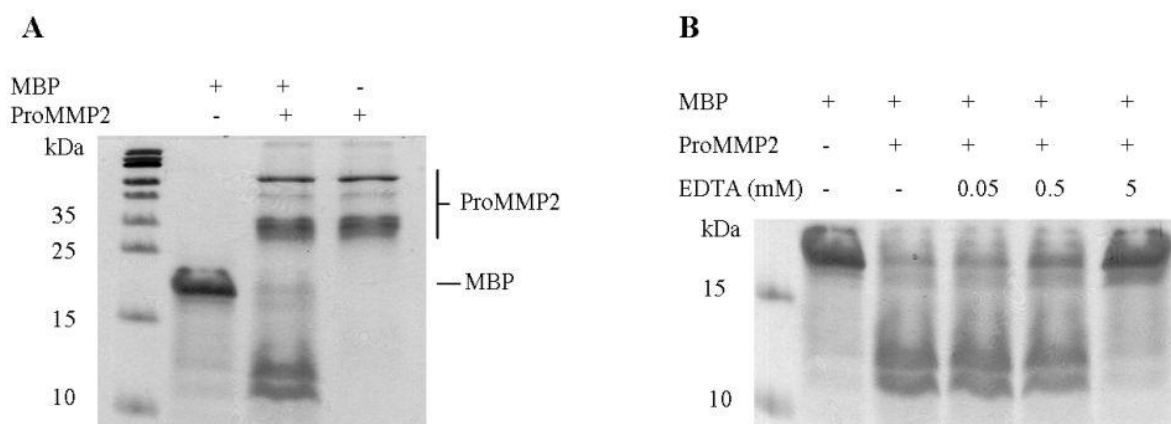 A
MBP + + -
ProMMP2 - + +
kDa
35
25
15
10
ProMMP2
MBP
B
MBP + + + + +
ProMMP2 - + + + +
EDTA (mM) - - 0.05 0.5 5
kDa
15
10